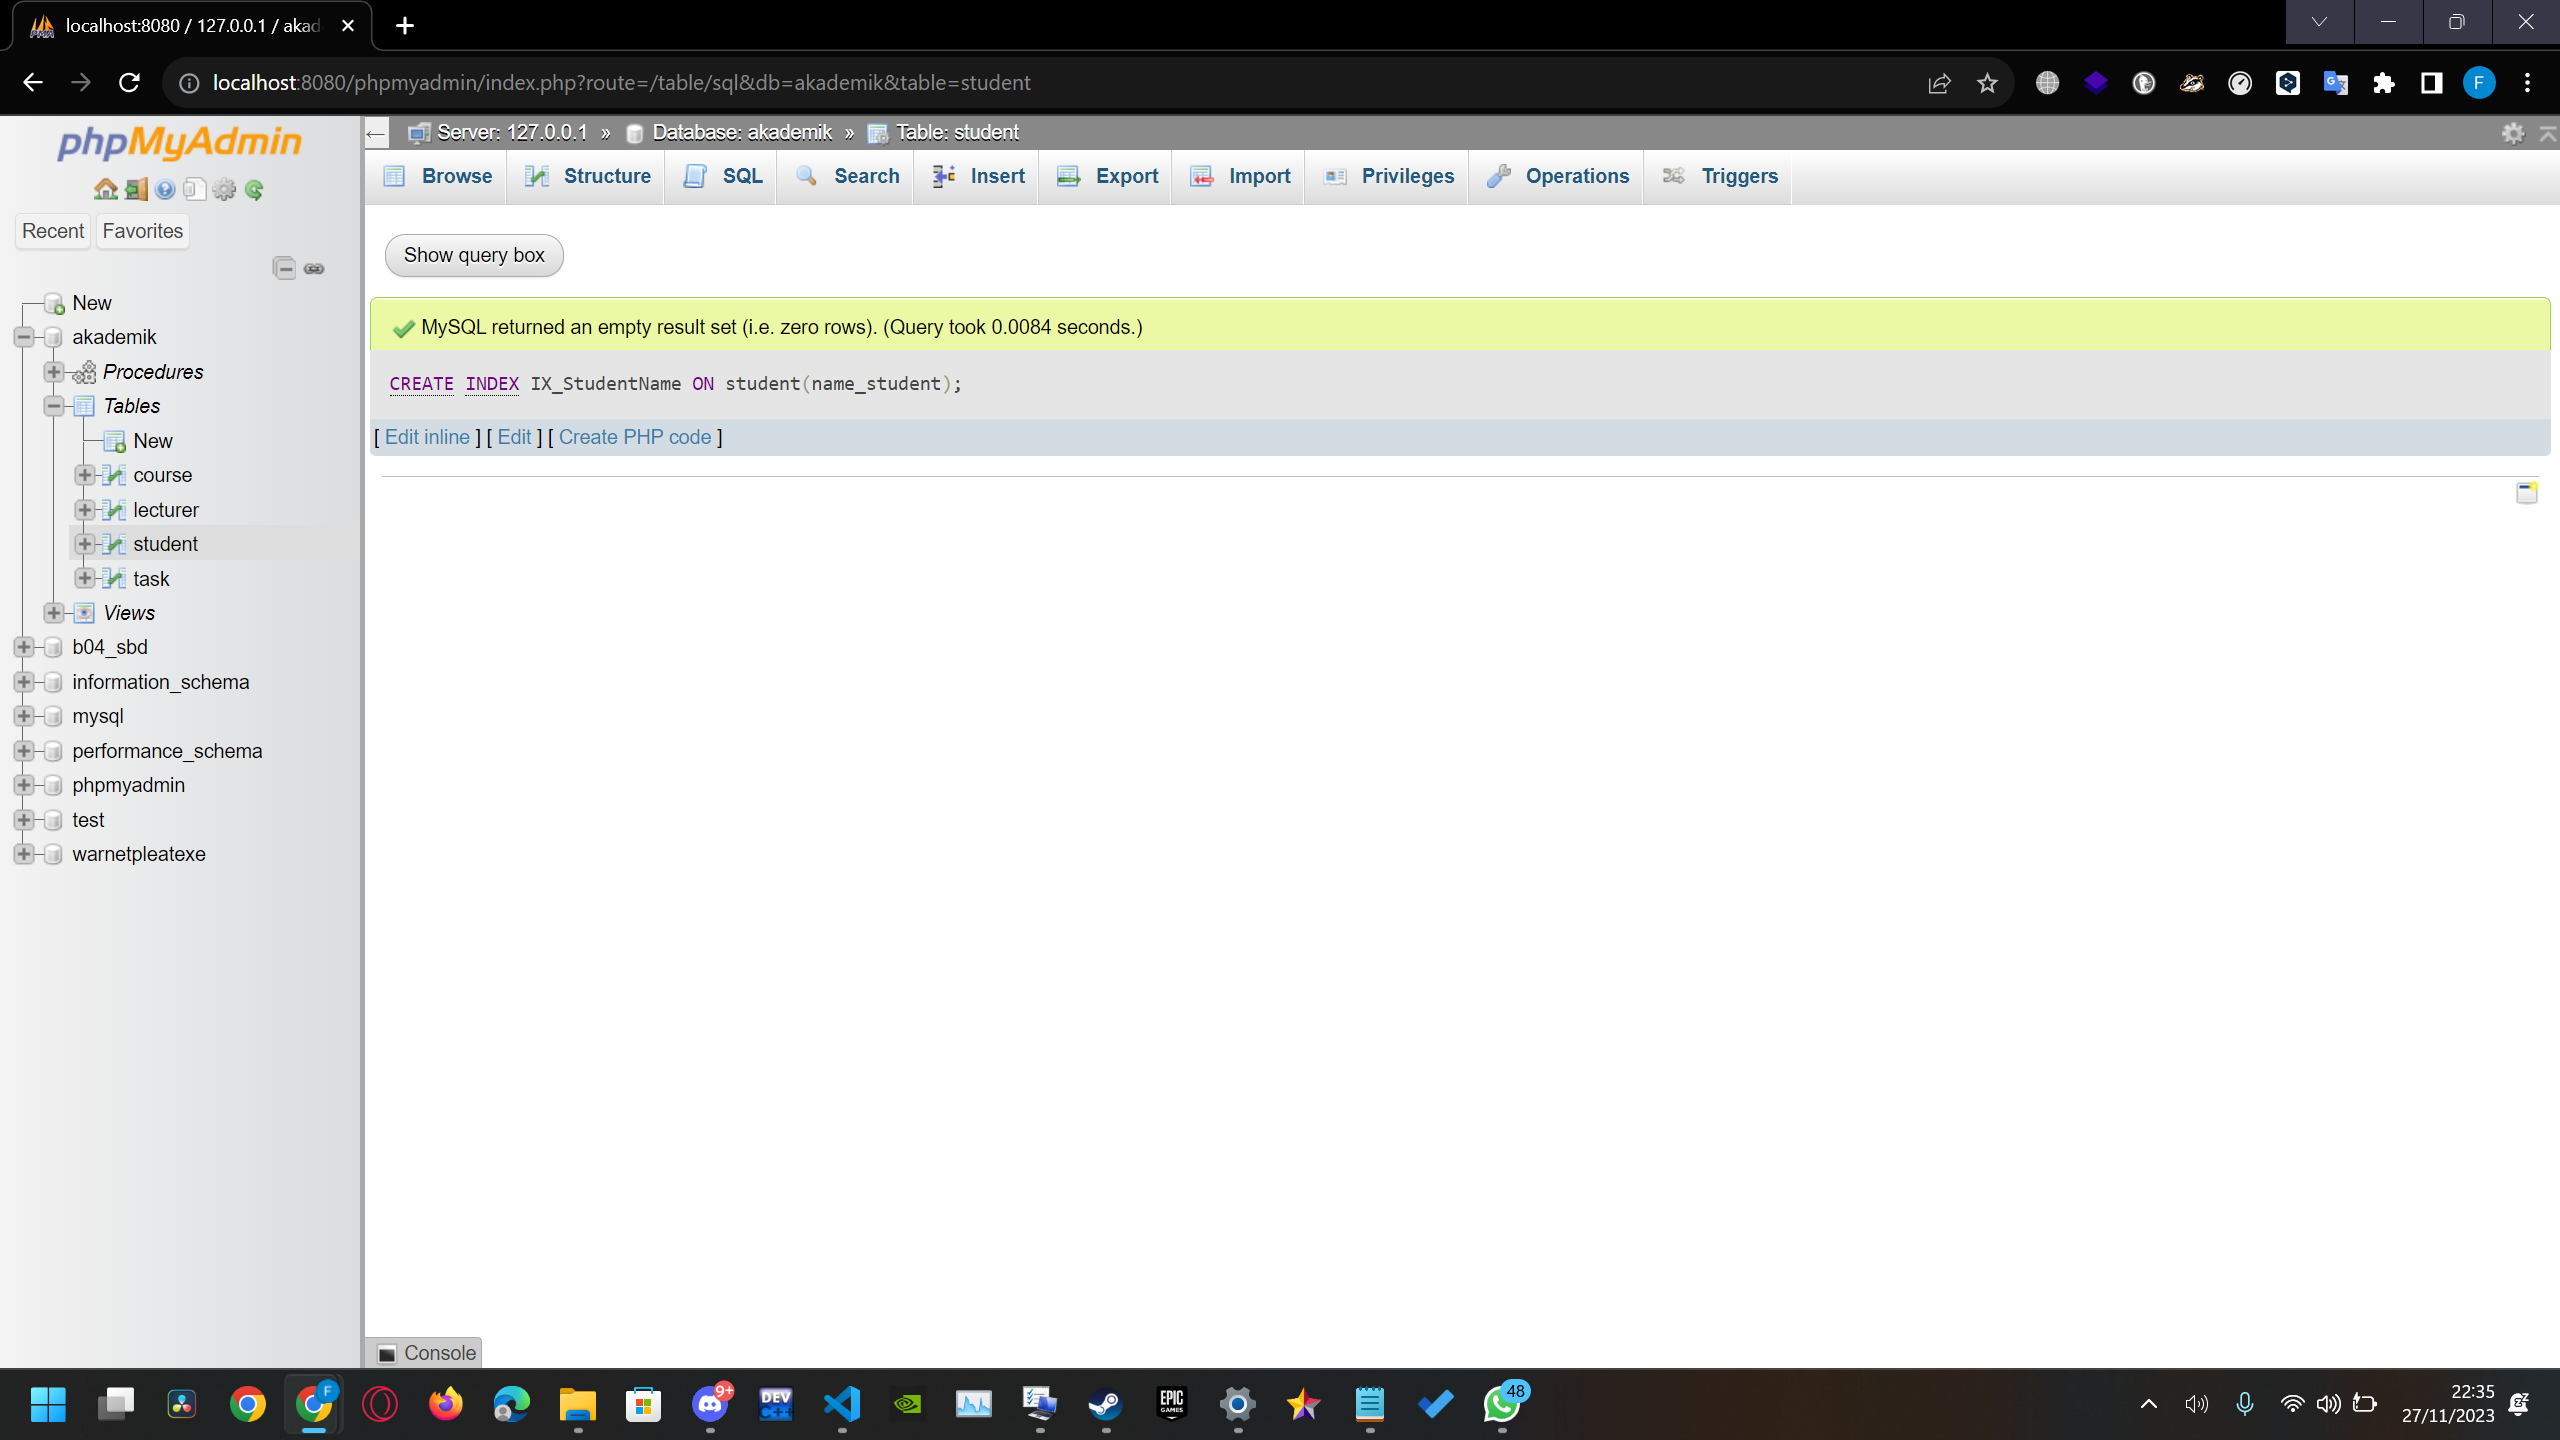 localhost:8080 / 127.0.0.1 / akad
localhost:8080/phpmyadmin/index.php?route=/table/sql&db=akademik&table=student
F
phpMyAdmin
Recent
Favorites
New
akademik
Procedures
Tables
New
course
lecturer
student
task
Views
b04_sbd
information_schema
mysql
performance_schema
phpmyadmin
test
warnetpleatexe
Server: 127.0.0.1 » Database: akademik » Table: student
Browse Structure SQL Search Insert Export Import Privileges Operations Triggers
Show query box
MySQL returned an empty result set (i.e. zero rows). (Query took 0.0084 seconds.)
CREATE INDEX IX_StudentName ON student(name_student);
[ Edit inline ] [ Edit ] [ Create PHP code ]
Console
F
9+
DEV
C++
EPIC
GAMES
48
22:35
27/11/2023